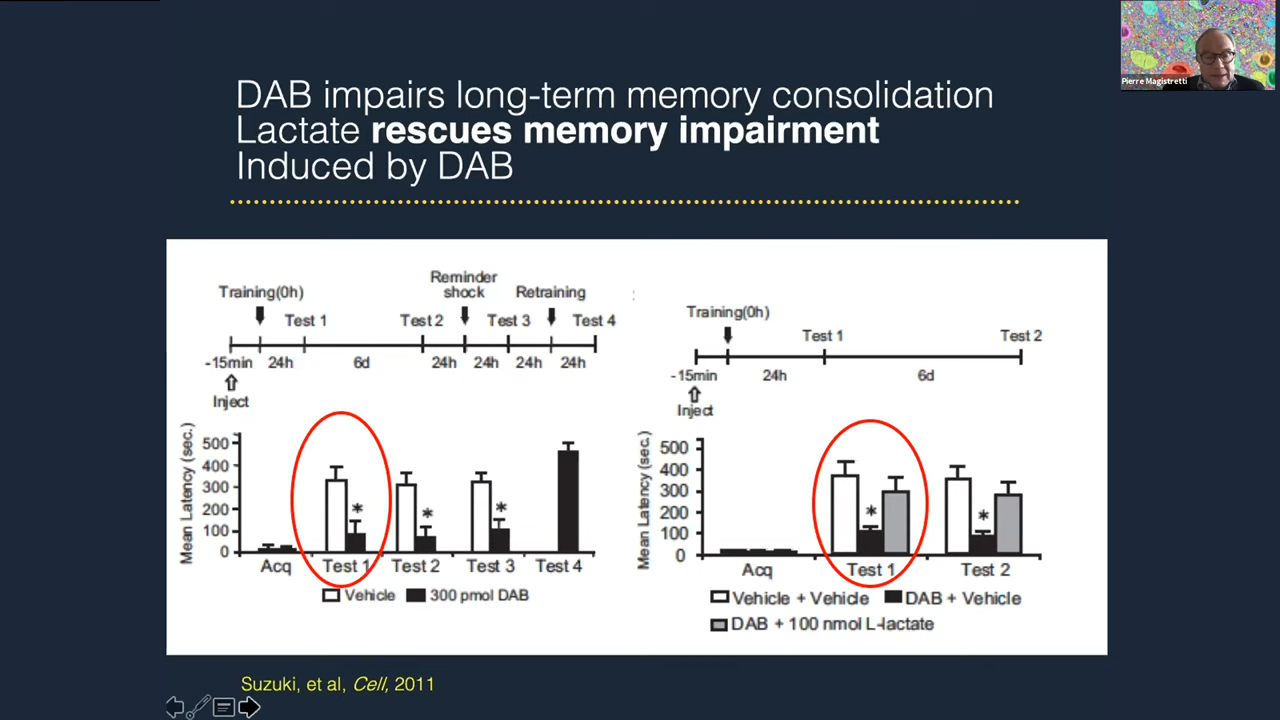 Pierre Magistretti
DAB impairs long-term memory consolidation
Lactate rescues memory impairment
Induced by DAB
Reminder
shock
Training(0h)
Retraining
Test 1
Test 2
Test 3
Test 4
-15min
24h
6d
24h
24h
24h
24h
Inject
Mean Latency (sec.)
500
400
300
200
100
0
*
*
*
Acq
Test 1
Test 2
Test 3
Test 4
Vehicle
300 pmol DAB
Training(0h)
Test 1
Test 2
-15min
24h
6d
Inject
Mean Latency (sec.)
500
400
300
200
100
0
*
*
Acq
Test 1
Test 2
Vehicle + Vehicle
DAB + Vehicle
DAB + 100 nmol L-lactate
Suzuki, et al, Cell, 2011